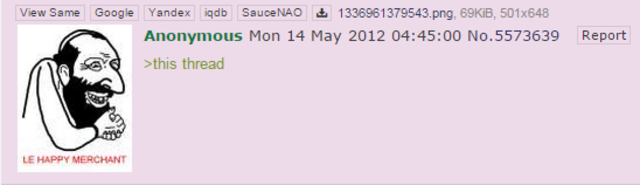 View Same Google Yandex iqdb SauceNAO 1336961379543.png, 69KiB, 501x648
Anonymous Mon 14 May 2012 04:45:00 No.5573639 Report
>this thread
LE HAPPY MERCHANT